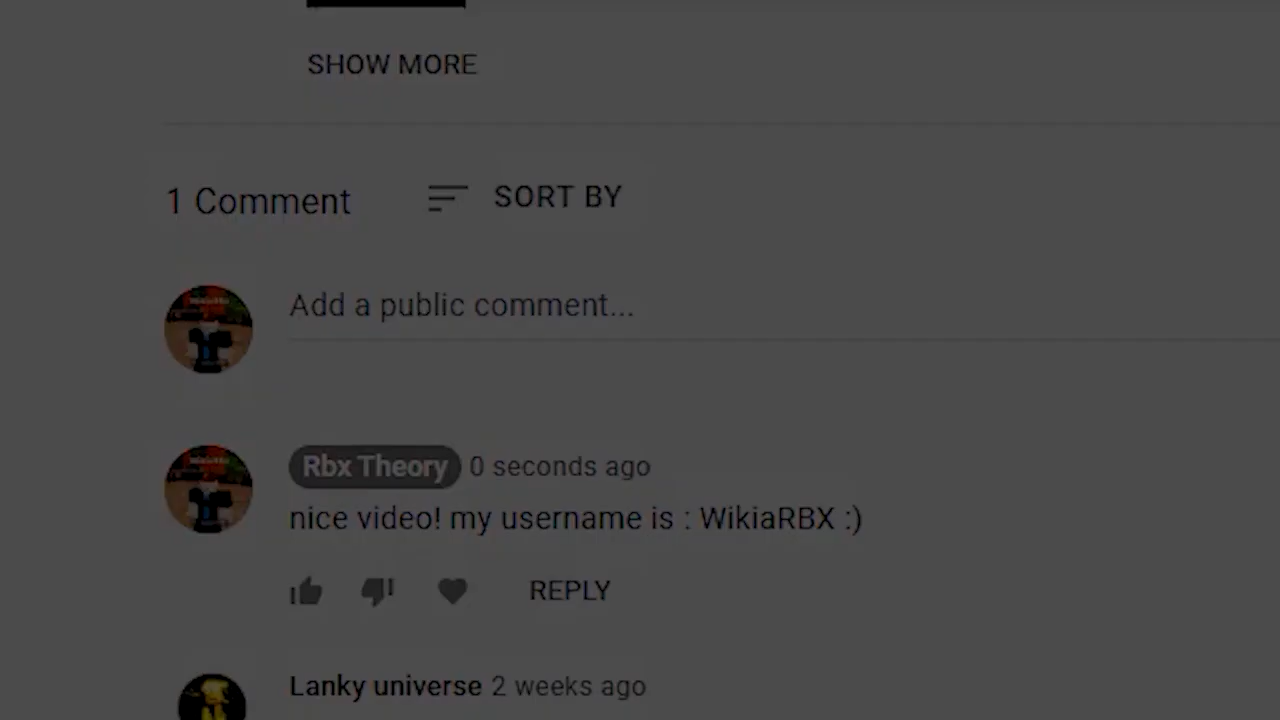 SHOW MORE
1 Comment
SORT BY
Add a public comment...
Rbx Theory 0 seconds ago
nice video! my username is : WikiaRBX :)
REPLY
Lanky universe 2 weeks ago